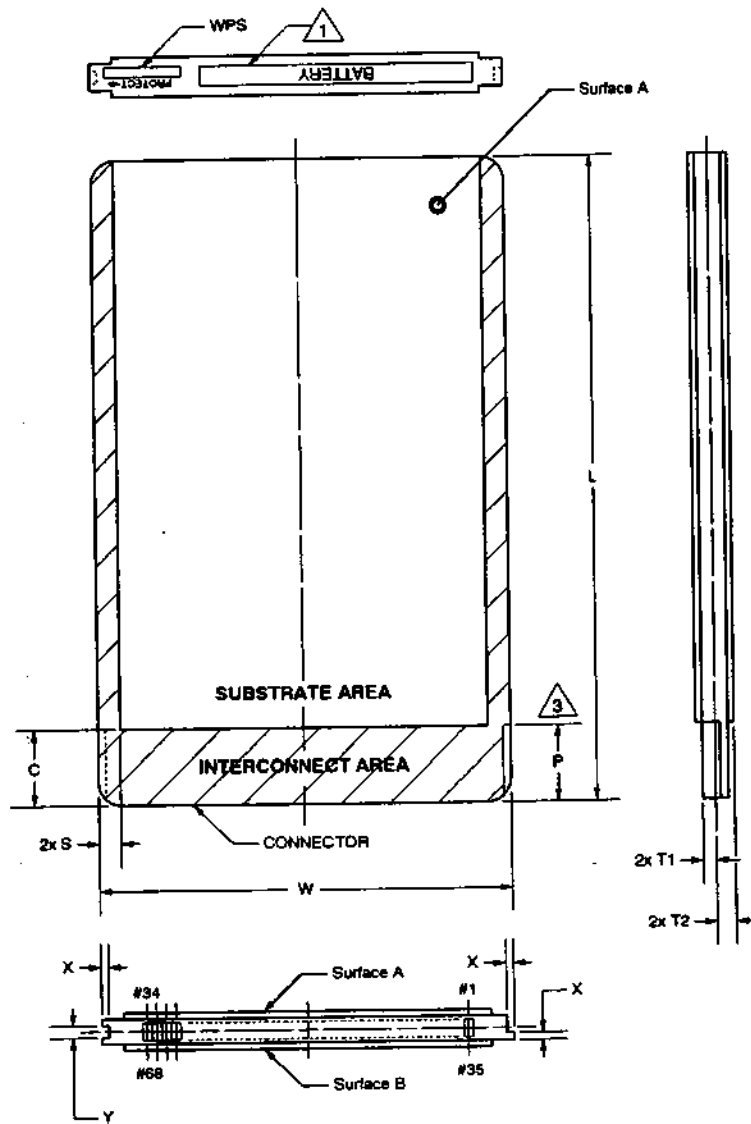 WPS
1
PROTECT
BATTERY
Surface A
L
SUBSTRATE AREA
3
C
INTERCONNECT AREA
P
2x S
CONNECTOR
2x T1
W
2x T2
X
X
Surface A
#34
#1
X
#68
#35
Surface B
Y